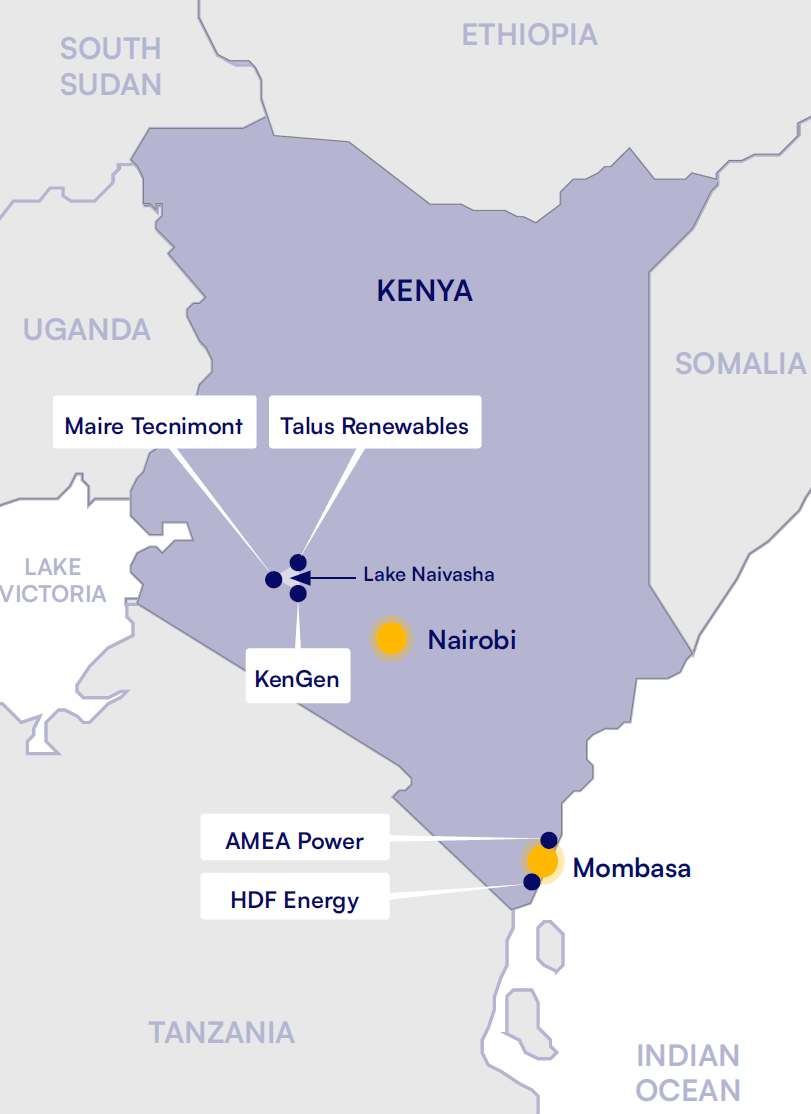 SOUTH
SUDAN
ETHIOPIA
KENYA
UGANDA
SOMALIA
Maire Tecnimont
Talus Renewables
LAKE
VICTORIA
Lake Naivasha
Nairobi
KenGen
AMEA Power
Mombasa
HDF Energy
TANZANIA
INDIAN
OCEAN